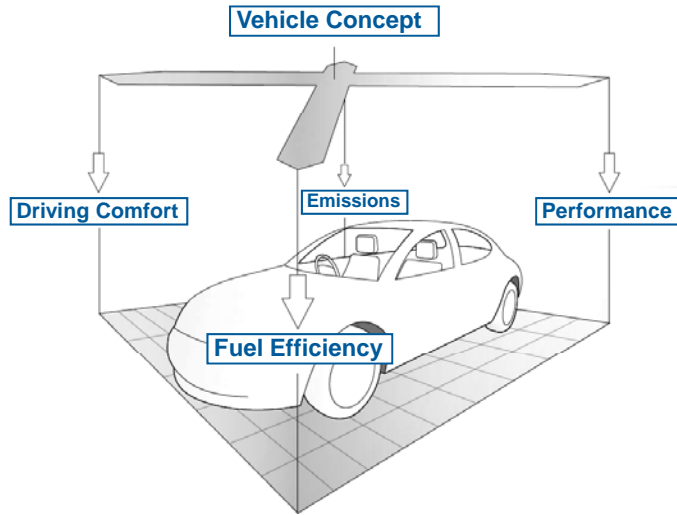 Vehicle Concept
Driving Comfort
Emissions
Performance
Fuel Efficiency